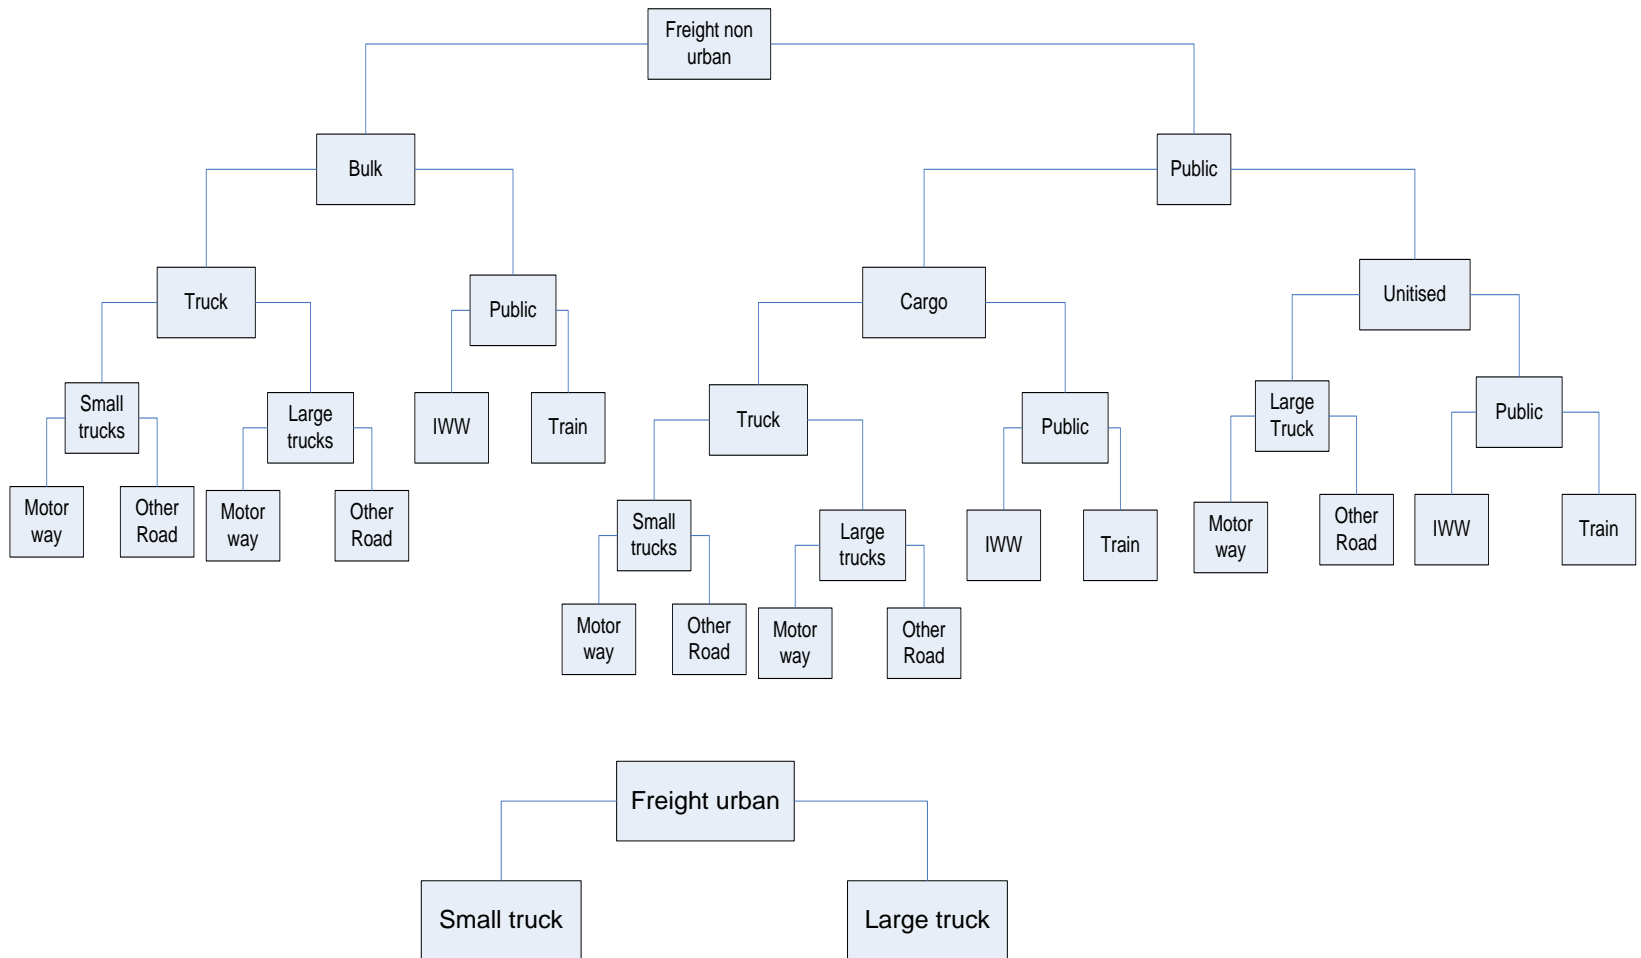 Freight non
urban
Bulk
Public
Truck
Public
Cargo
Unitised
Small
trucks
Large
trucks
IWW
Train
Truck
Public
Large
Truck
Public
Motor
way
Other
Road
Motor
way
Other
Road
Small
trucks
Large
trucks
IWW
Train
Motor
way
Other
Road
IWW
Train
Motor
way
Other
Road
Motor
way
Other
Road
Freight urban
Small truck
Large truck